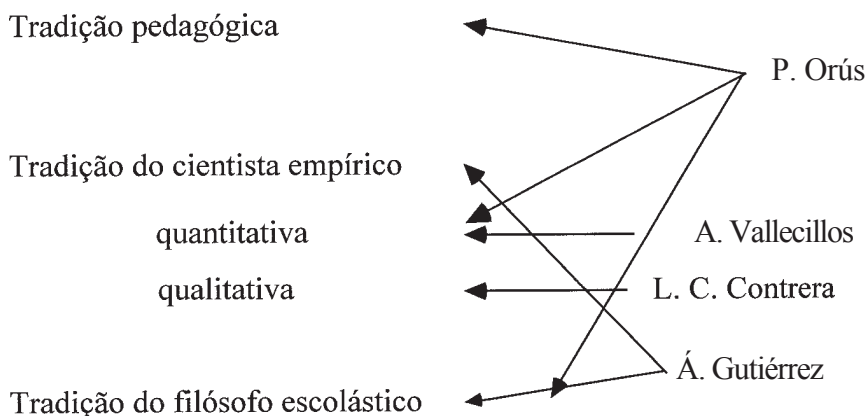 Tradição pedagógica
P. Orús
Tradição do cientista empírico
quantitativa
A. Vallecillos
qualitativa
L. C. Contrera
Á. Gutiérrez
Tradição do filósofo escolástico